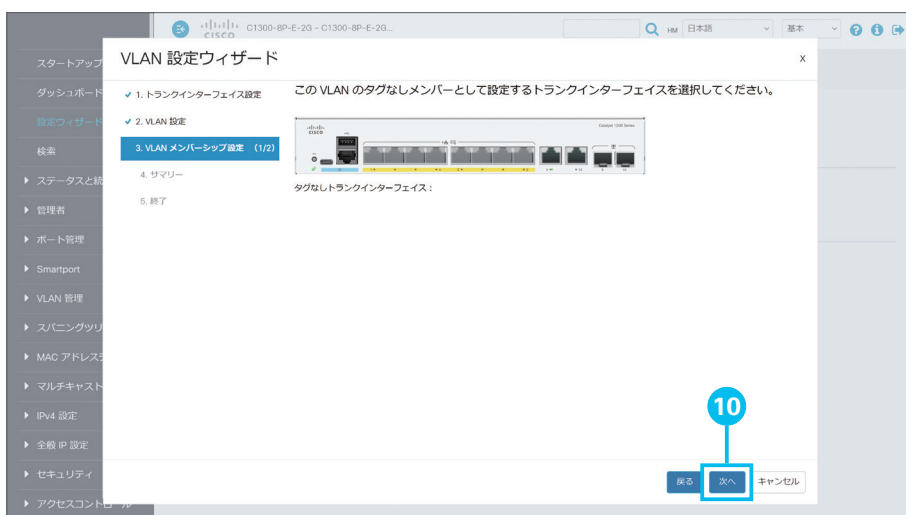 CISCO
C1300-8P-E-2G - C1300-8P-E-2G...
HM
日本語
基本
スタートアップ
ダッシュボード
設定ウィザード
検索
ステータスと統
管理者
ポート管理
Smartport
VLAN 管理
スパニングツリ
MAC アドレステ
マルチキャスト
IPv4 設定
全般 IP 設定
セキュリティ
アクセスコントロール
VLAN 設定ウィザード
x
1. トランクインターフェイス設定
2. VLAN 設定
3. VLAN メンバーシップ設定 (1/2)
4. サマリー
5. 終了
この VLAN のタグなしメンバーとして設定するトランクインターフェイスを選択してください。
CISCO
Catalyst 1300 Series
タグなしトランクインターフェイス：
10
戻る
次へ
キャンセル